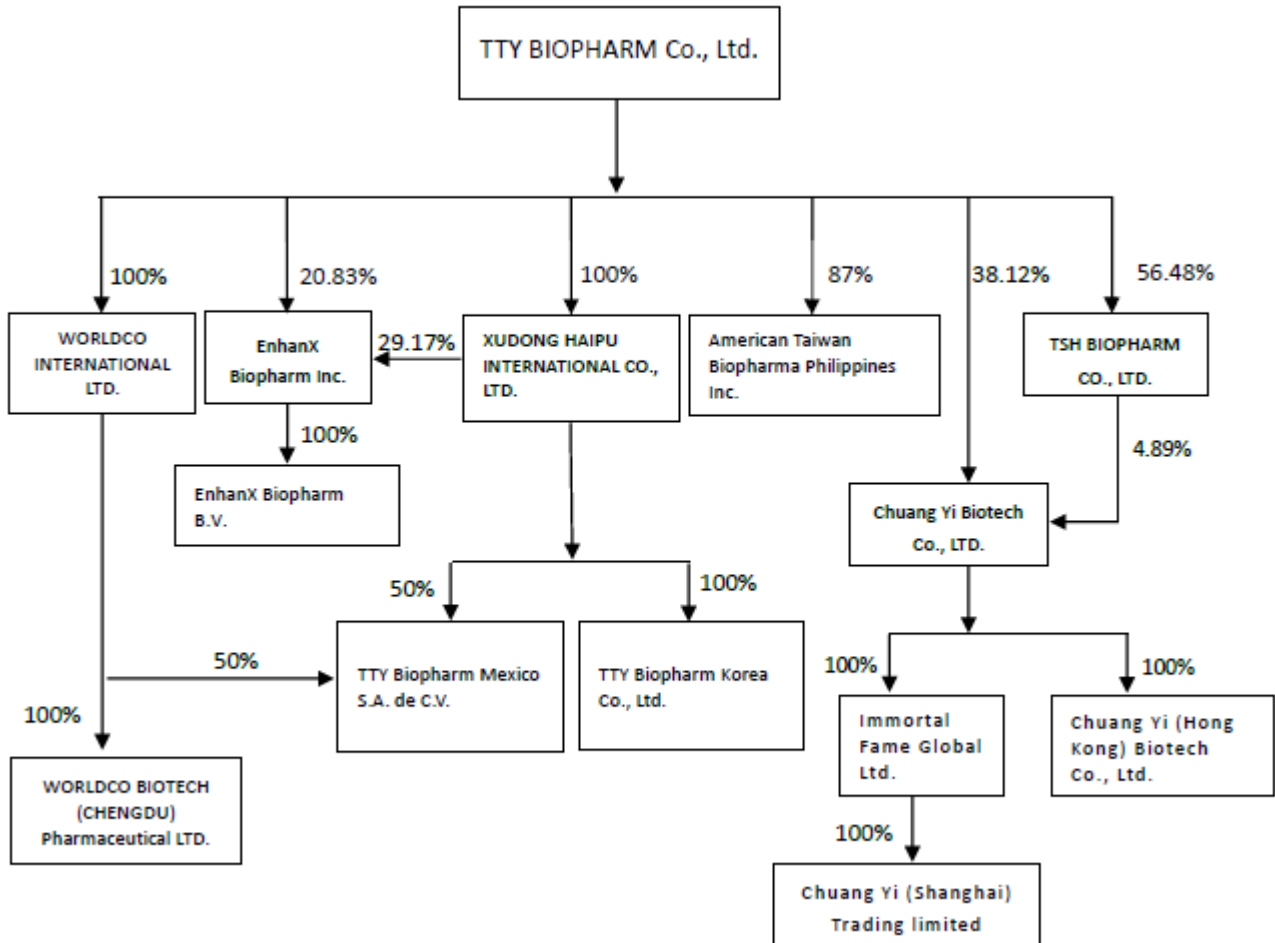 TTY BIOPHARM Co., Ltd.
100%
20.83%
100%
87%
38.12%
56.48%
WORLDCO
INTERNATIONAL
LTD.
EnhanX
Biopharm Inc.
29.17%
XUDONG HAIPU
INTERNATIONAL CO.,
LTD.
American Taiwan
Biopharma Philippines
Inc.
TSH BIOPHARM
CO., LTD.
100%
4.89%
EnhanX Biopharm
B.V.
Chuang Yi Biotech
Co., LTD.
50%
100%
50%
TTY Biopharm Mexico
S.A. de C.V.
TTY Biopharm Korea
Co., Ltd.
100%
100%
100%
Immortal
Fame Global
Ltd.
Chuang Yi (Hong
Kong) Biotech
Co., Ltd.
WORLDCO BIOTECH
(CHENGDU)
Pharmaceutical LTD.
100%
Chuang Yi (Shanghai)
Trading limited